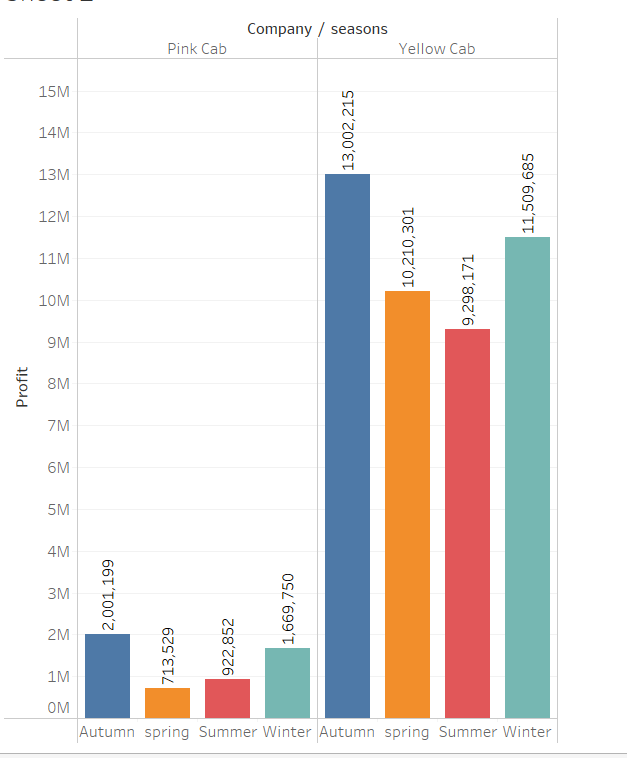 Company / seasons
Pink Cab
Yellow Cab
Profit
15M
14M
13M
12M
11M
10M
9M
8M
7M
6M
5M
4M
3M
2M
1M
0M
2,001,199
713,529
922,852
1,669,750
13,002,215
10,210,301
9,298,171
11,509,685
Autumn spring Summer Winter Autumn spring Summer Winter